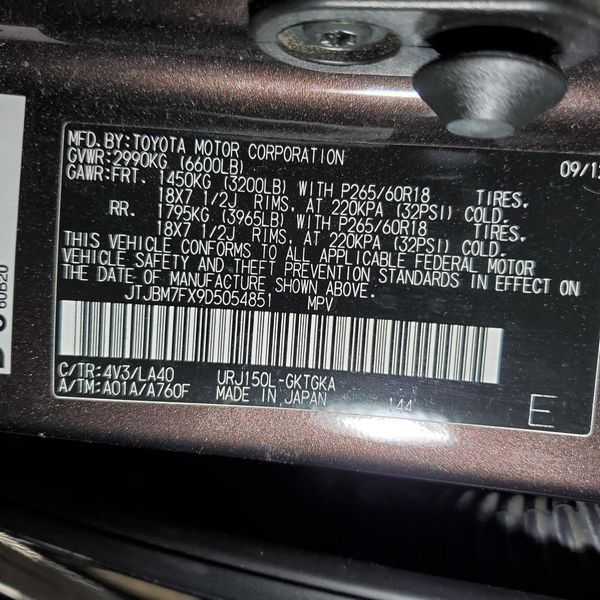 MFD.BY:TOYOTA MOTOR CORPORATION
GVWR:2990KG (6600LB) 09/12
GAWR:FRT. 1450KG (3200LB) WITH P265/60R18 TIRES,
18X7 1/2J RIMS, AT 220KPA (32PSI) COLD.
RR. 1795KG (3965LB) WITH P265/60R18 TIRES,
18X7 1/2J RIMS, AT 220KPA (32PSI) COLD.
THIS VEHICLE CONFORMS TO ALL APPLICABLE FEDERAL MOTOR
VEHICLE SAFETY AND THEFT PREVENTION STANDARDS IN EFFECT ON
THE DATE OF MANUFACTURE SHOWN ABOVE.
JTJBM7FX9D5054851 MPV
C/TR:4V3/LA40 URJ150L-GKTGKA
A/TM:A01A/A760F MADE IN JAPAN 144
E
60B20